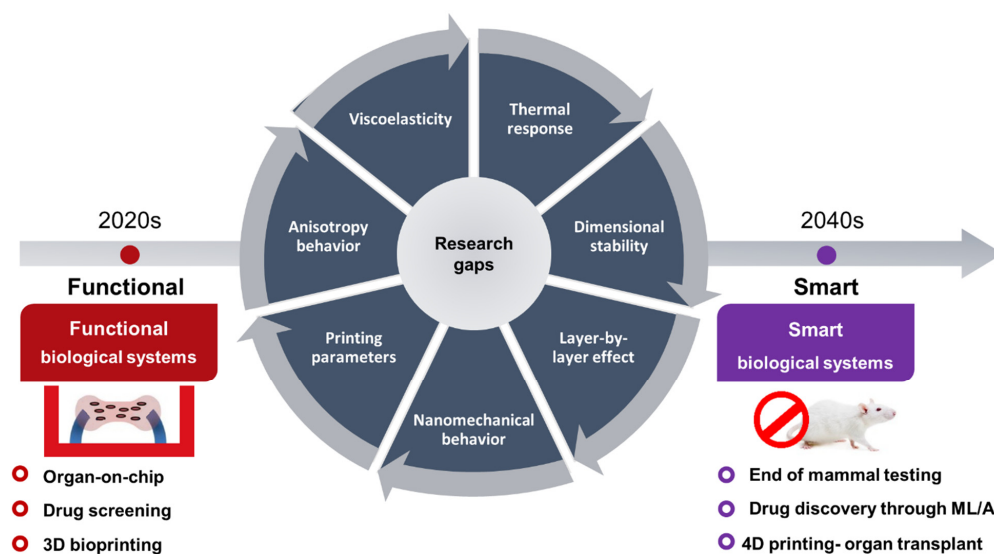 2020s
Functional
Functional
biological systems
Organ-on-chip
Drug screening
3D bioprinting
Viscoelasticity
Thermal
response
Anisotropy
behavior
Research
gaps
Dimensional
stability
Printing
parameters
Layer-by-
layer effect
Nanomechanical
behavior
2040s
Smart
Smart
biological systems
End of mammal testing
Drug discovery through ML/A
4D printing- organ transplant